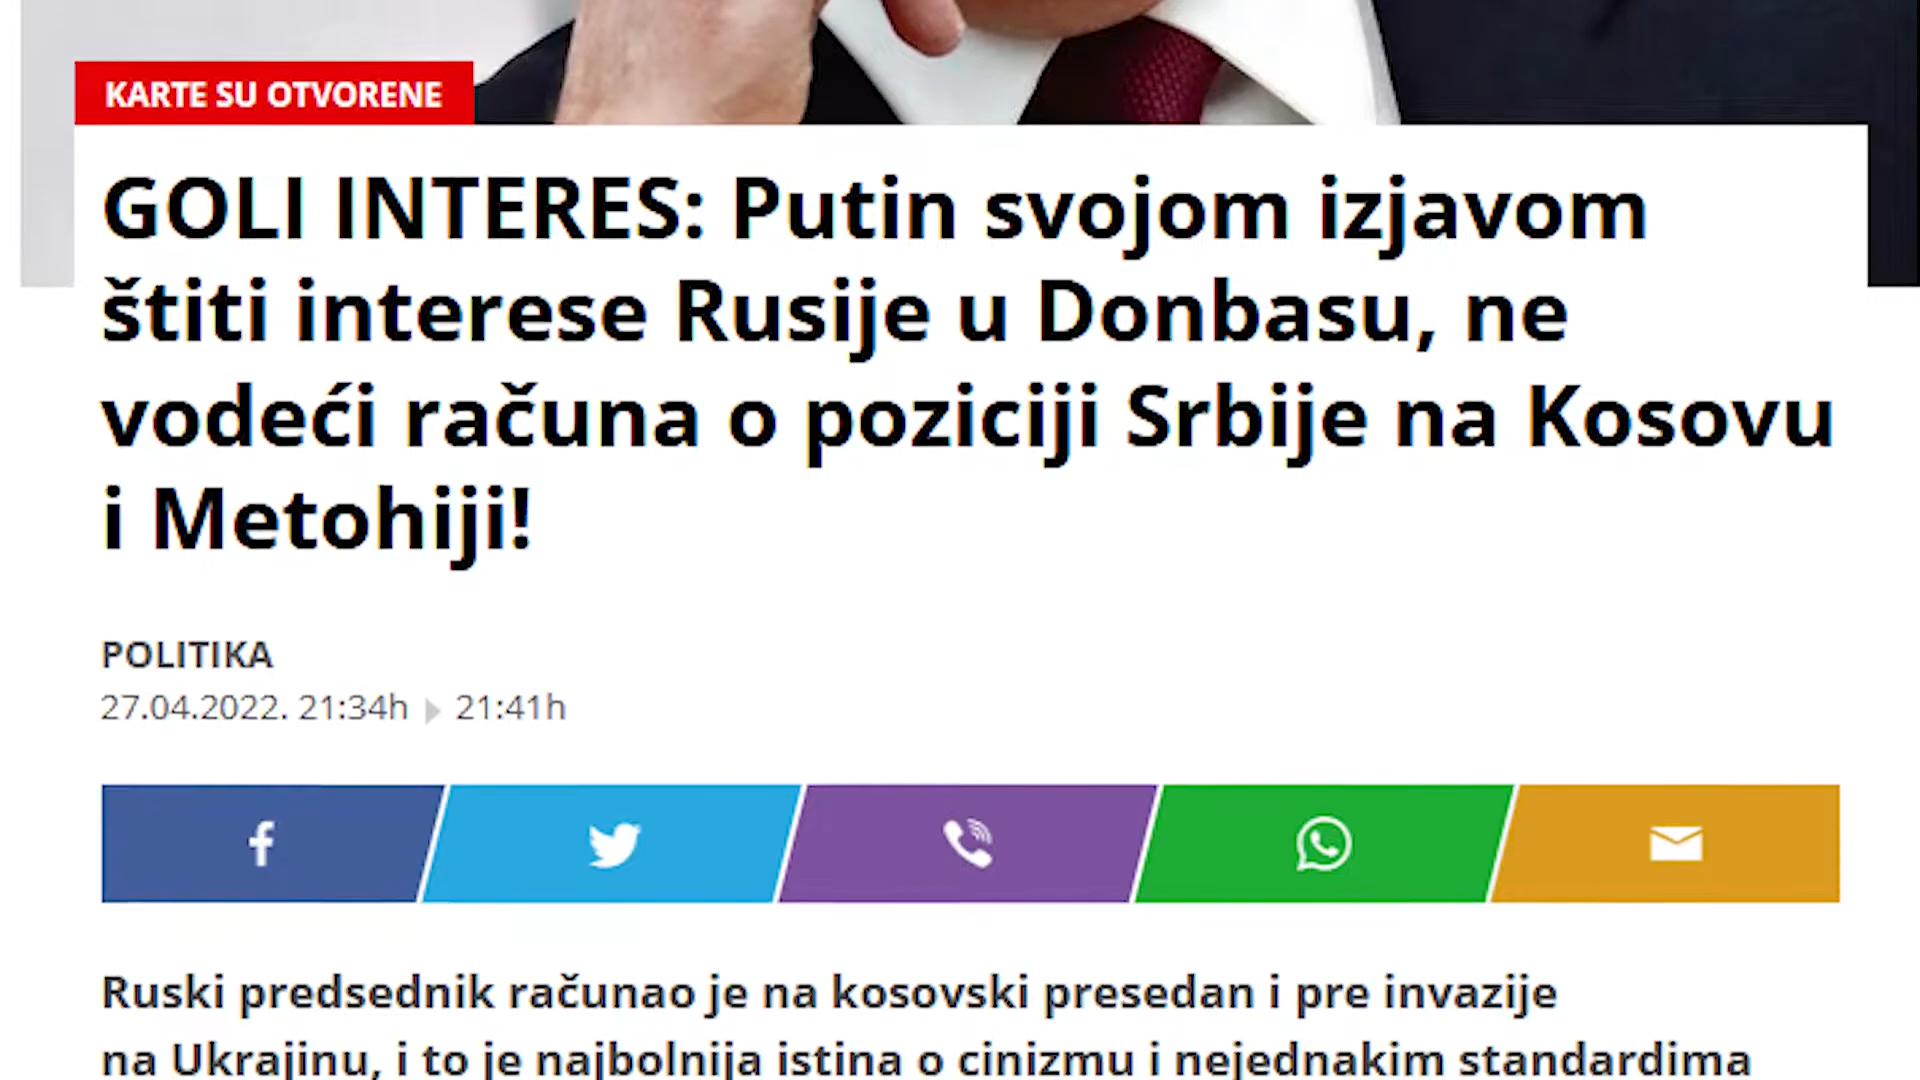 KARTE SU OTVORENE
GOLI INTERES: Putin svojom izjavom
štiti interese Rusije u Donbasu, ne
vodeći računa o poziciji Srbije na Kosovu
i Metohiji!
POLITIKA
27.04.2022. 21:34h 21:41h
Ruski predsednik računao je na kosovski presedan i pre invazije
na Ukrajinu, i to je najbolnija istina o cinizmu i nejednakim standardima